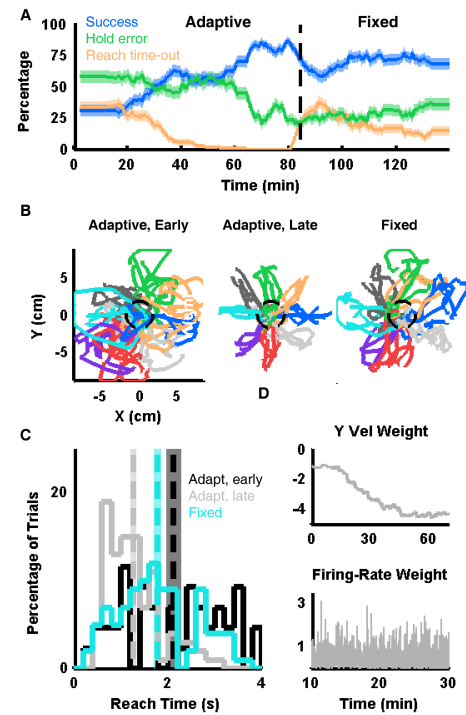 A
Adaptive Fixed
Success
Hold error
Reach time-out
Percentage
100
75
50
25
0
0 20 40 60 80 100 120
Time (min)
B
Adaptive, Early Adaptive, Late Fixed
Y (cm)
5
0
-5
-5 0 5
X (cm)
D
C
Percentage of Trials
20
0
Adapt, early
Adapt, late
Fixed
0 2 4
Reach Time (s)
Y Vel Weight
0
-2
-4
0 30 60
Firing-Rate Weight
3
1
10 20 30
Time (min)